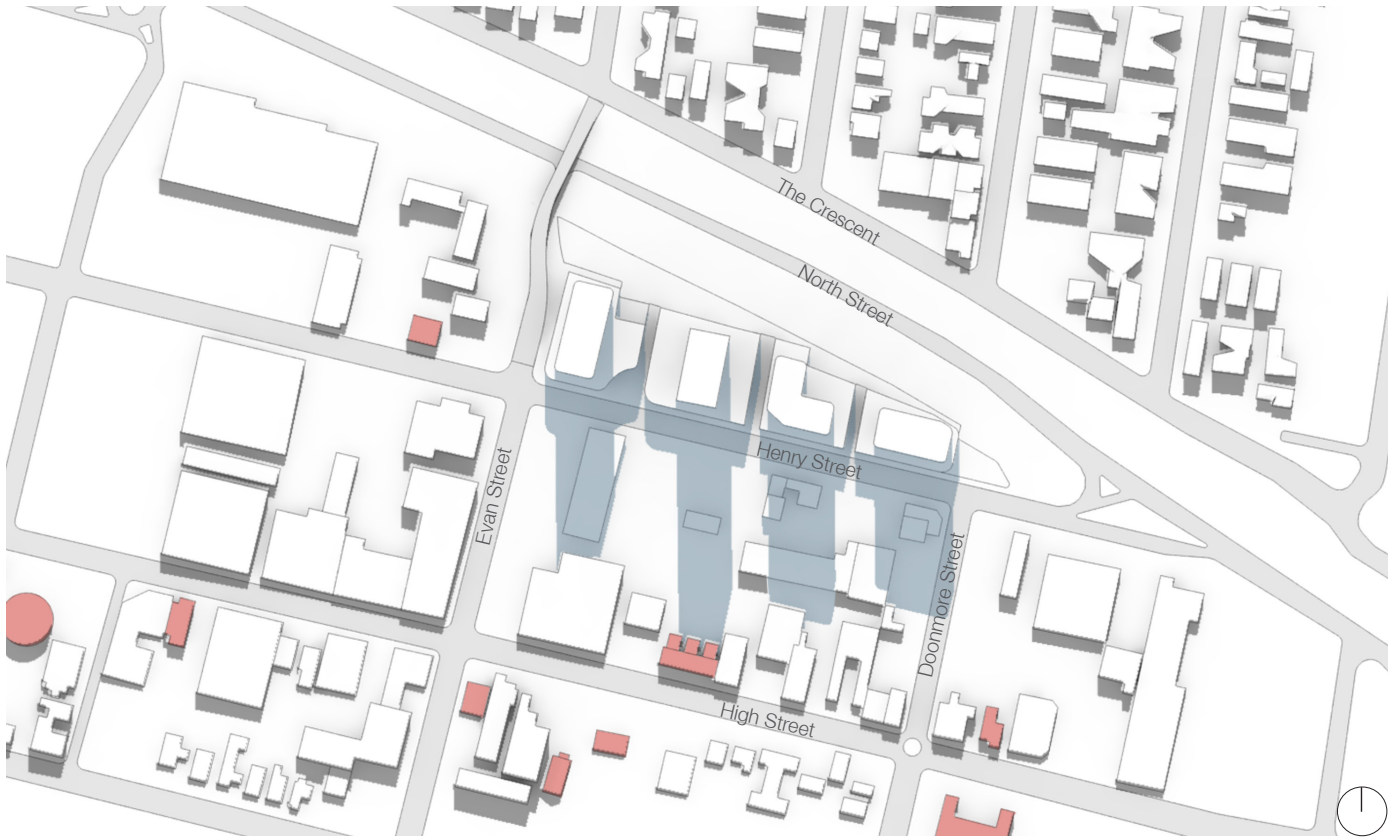 The Crescent
North Street
Henry Street
Evan Street
Doonmore Street
High Street